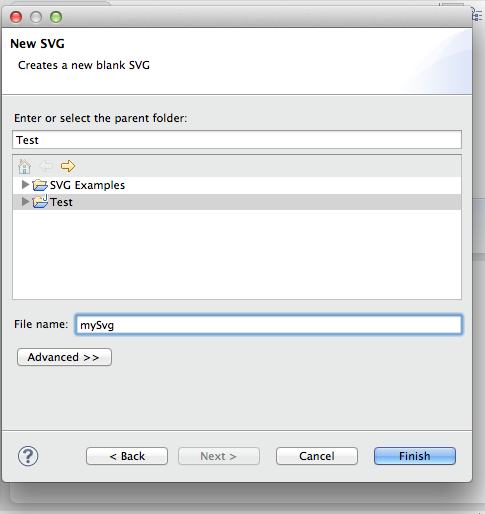 New SVG
Creates a new blank SVG
Enter or select the parent folder:
Test
SVG Examples
Test
File name: mySvg
Advanced >>
? < Back Next > Cancel Finish